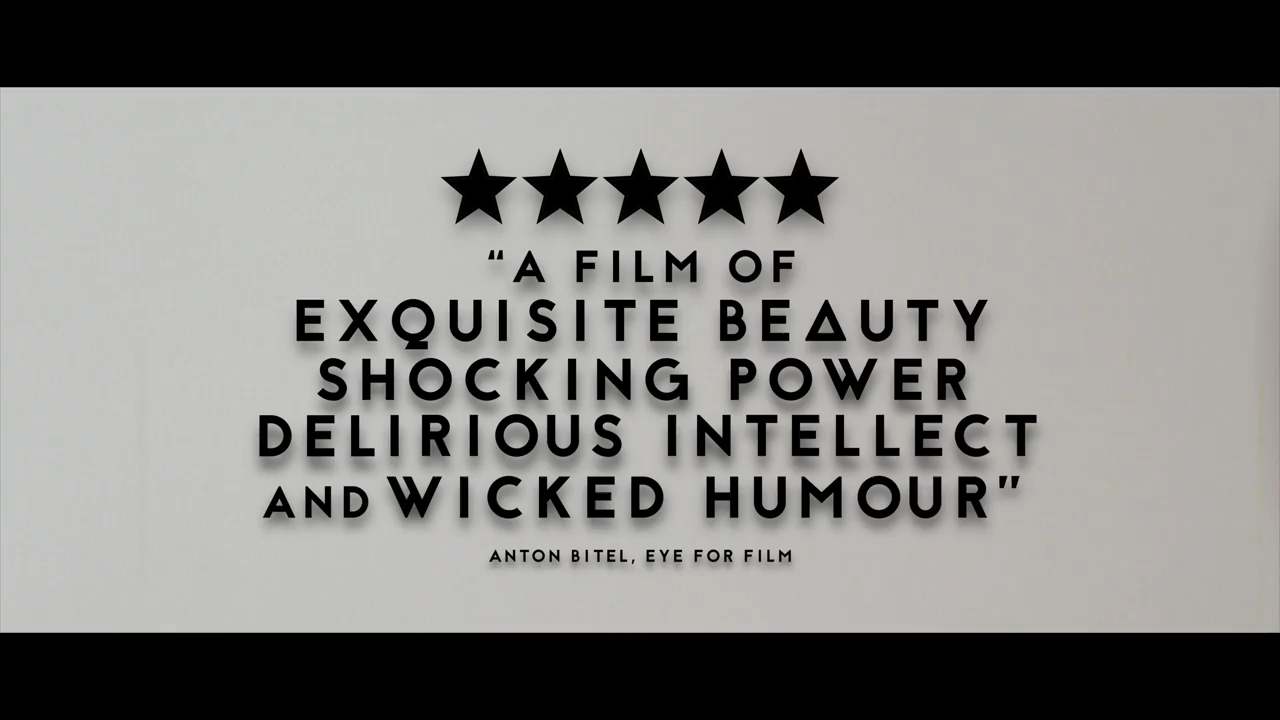 “A FILM OF
EXQUISITE BEAUTY
SHOCKING POWER
DELIRIOUS INTELLECT
AND WICKED HUMOUR”
ANTON BITEL, EYE FOR FILM